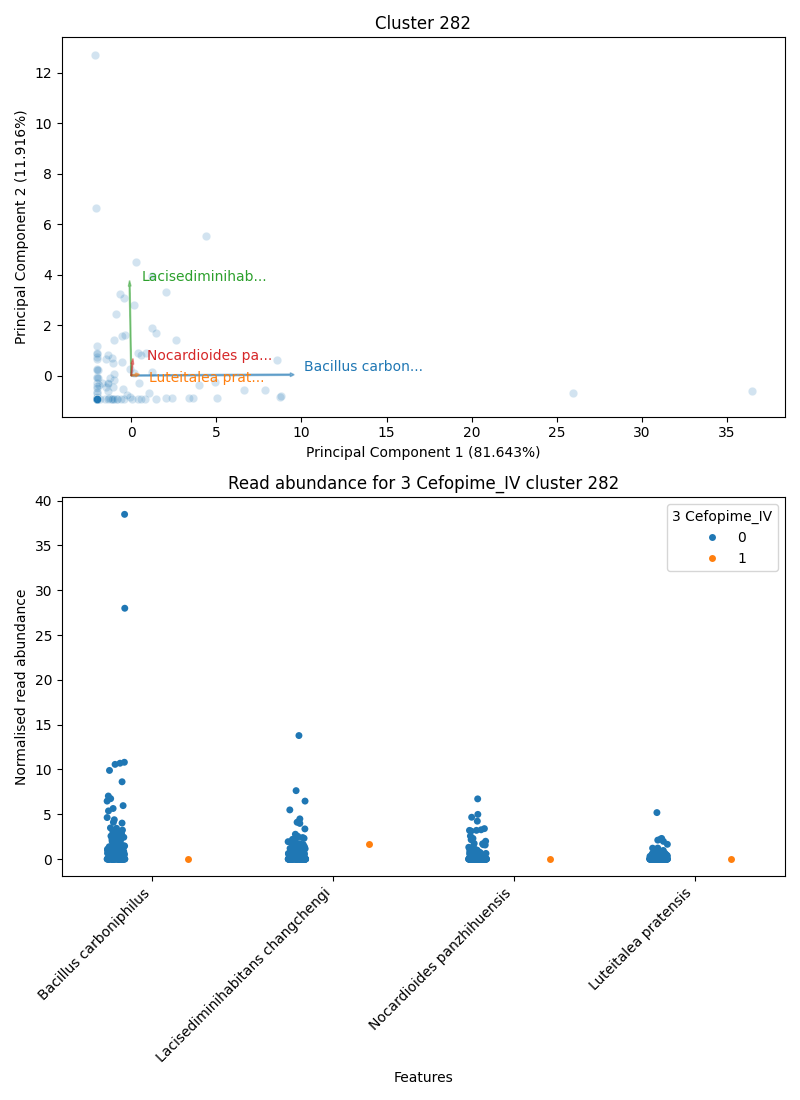 Cluster 282
12
10
8
6
4
2
0
Principal Component 2 (11.916%)
Lacisediminihab...
Nocardioides pa...
Bacillus carbon...
Luteitalea prat...
0 5 10 15 20 25 30 35
Principal Component 1 (81.643%)
Read abundance for 3 Cefopime_IV cluster 282
40
35
30
25
20
15
10
5
0
Normalised read abundance
3 Cefopime_IV
0
1
Bacillus carboniphilus
Lacisediminihabitans changchengi
Nocardioides panzhihuensis
Luteitalea pratensis
Features